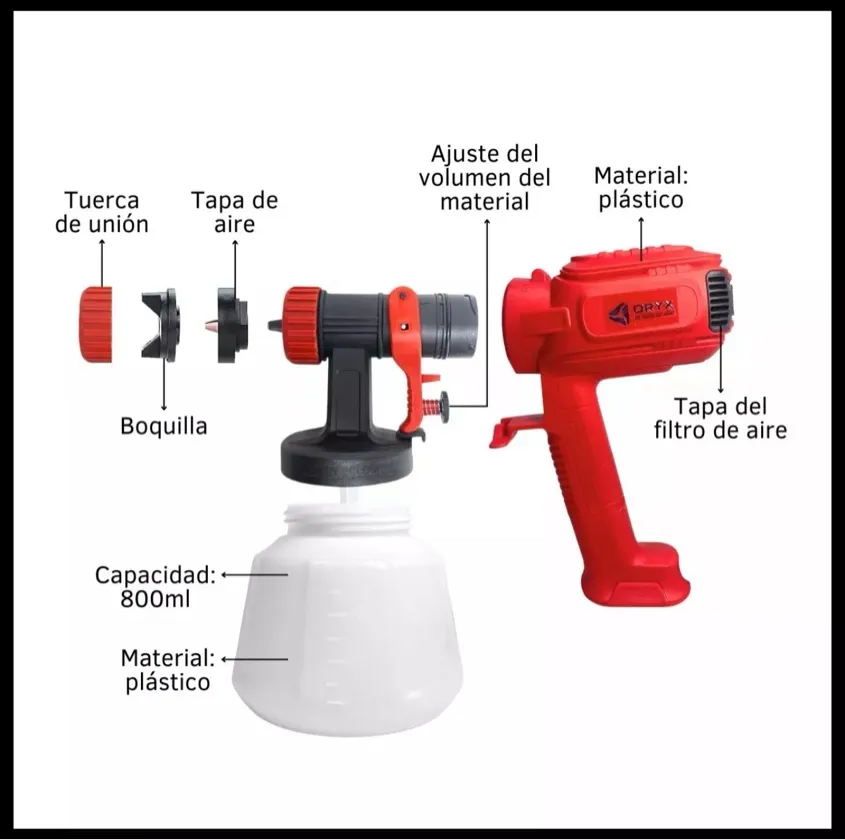 Ajuste del
volumen del
material
Material:
plástico
Tuerca
de unión
Tapa de
aire
ORYX
Boquilla
Tapa del
filtro de aire
Capacidad:
800ml
Material:
plástico